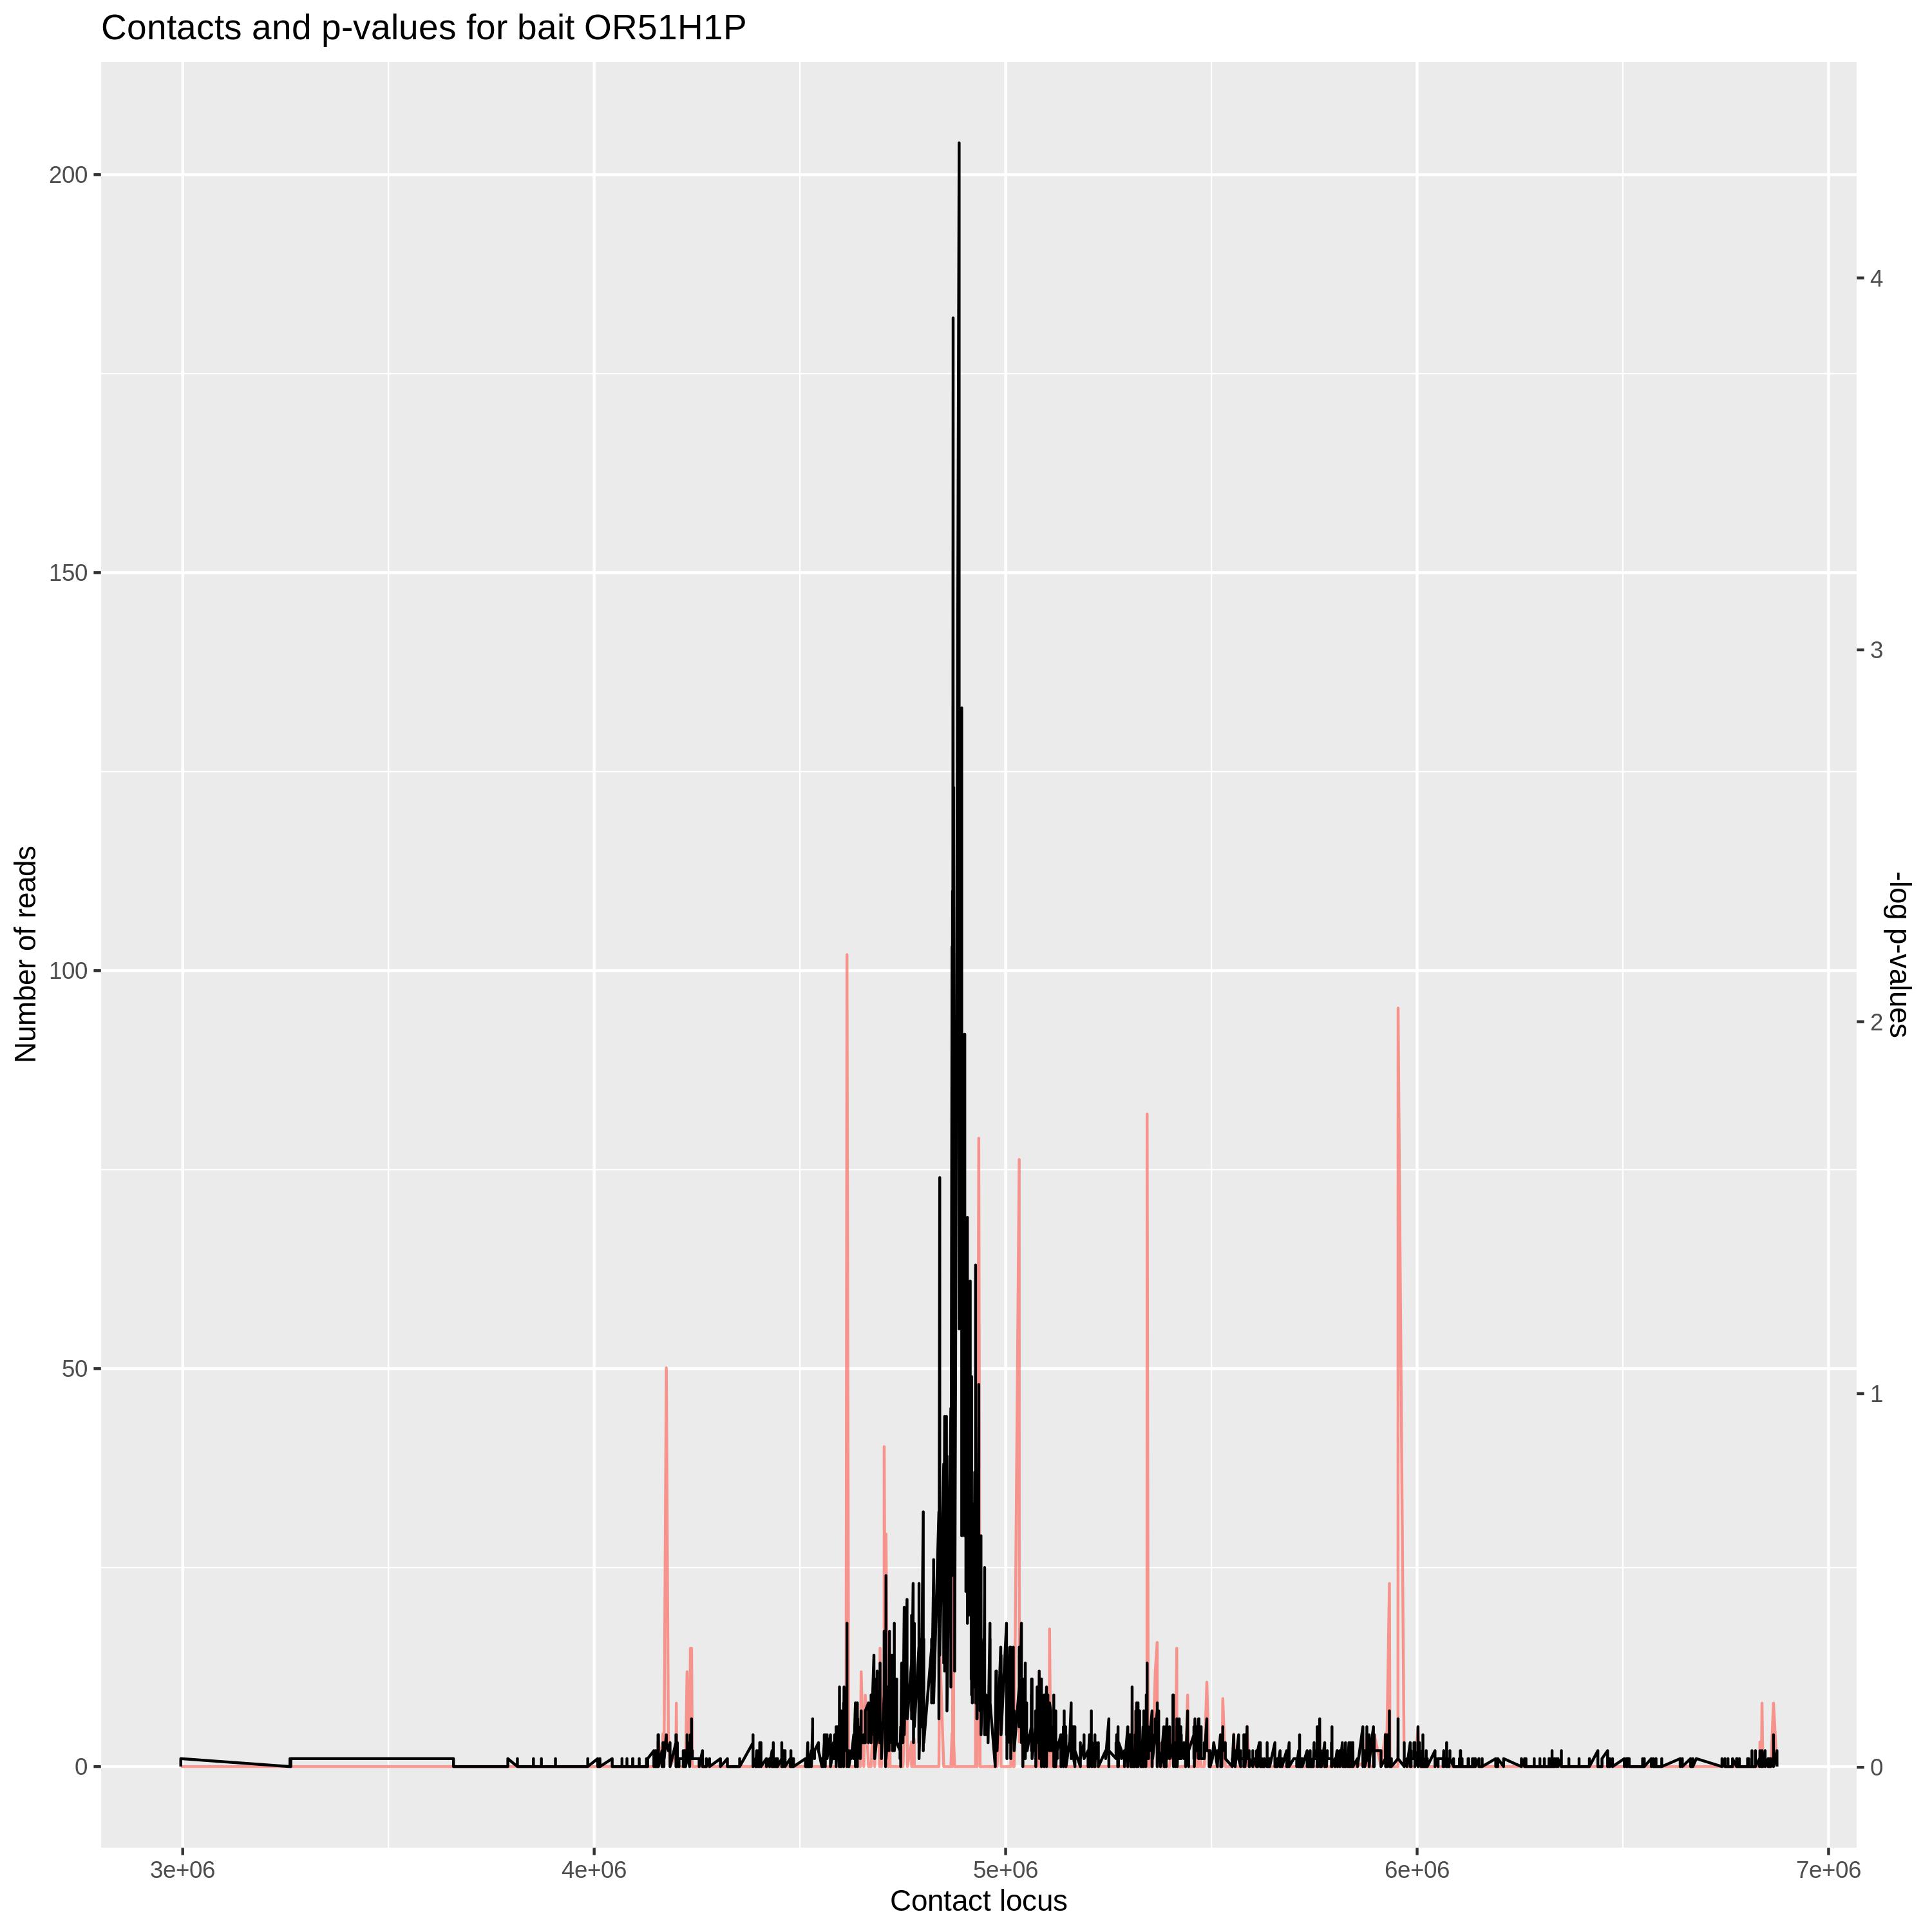 Contacts and p-values for bait OR51H1P
200
150
100
50
0
Number of reads
4
3
2
1
0
-log p-values
3e+06
4e+06
5e+06
6e+06
7e+06
Contact locus